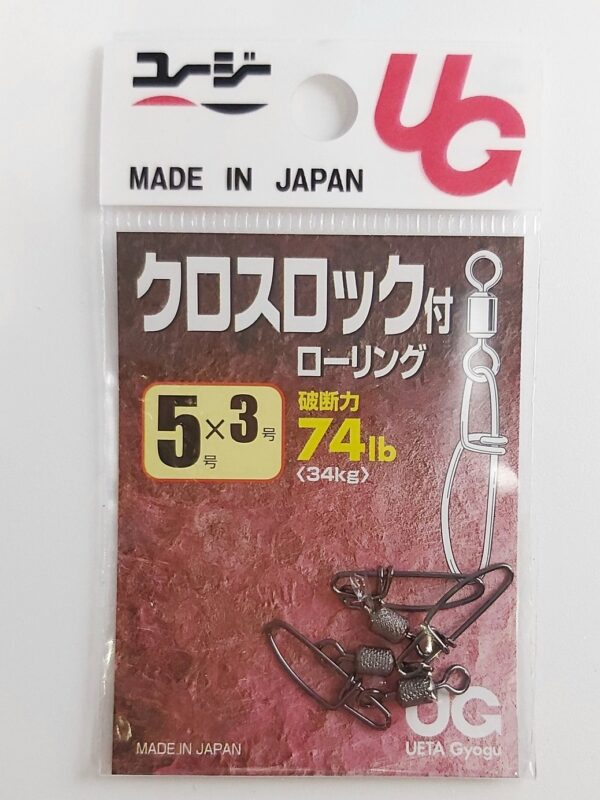 ユージー
UG
MADE IN JAPAN
クロスロック付
ローリング
5号×3号
破断力
74lb
〈34kg〉
UG
MADE IN JAPAN
UETA Gyogu